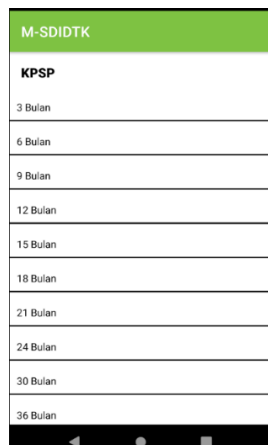 M-SDIDTK
KPSP
3 Bulan
6 Bulan
9 Bulan
12 Bulan
15 Bulan
18 Bulan
21 Bulan
24 Bulan
30 Bulan
36 Bulan